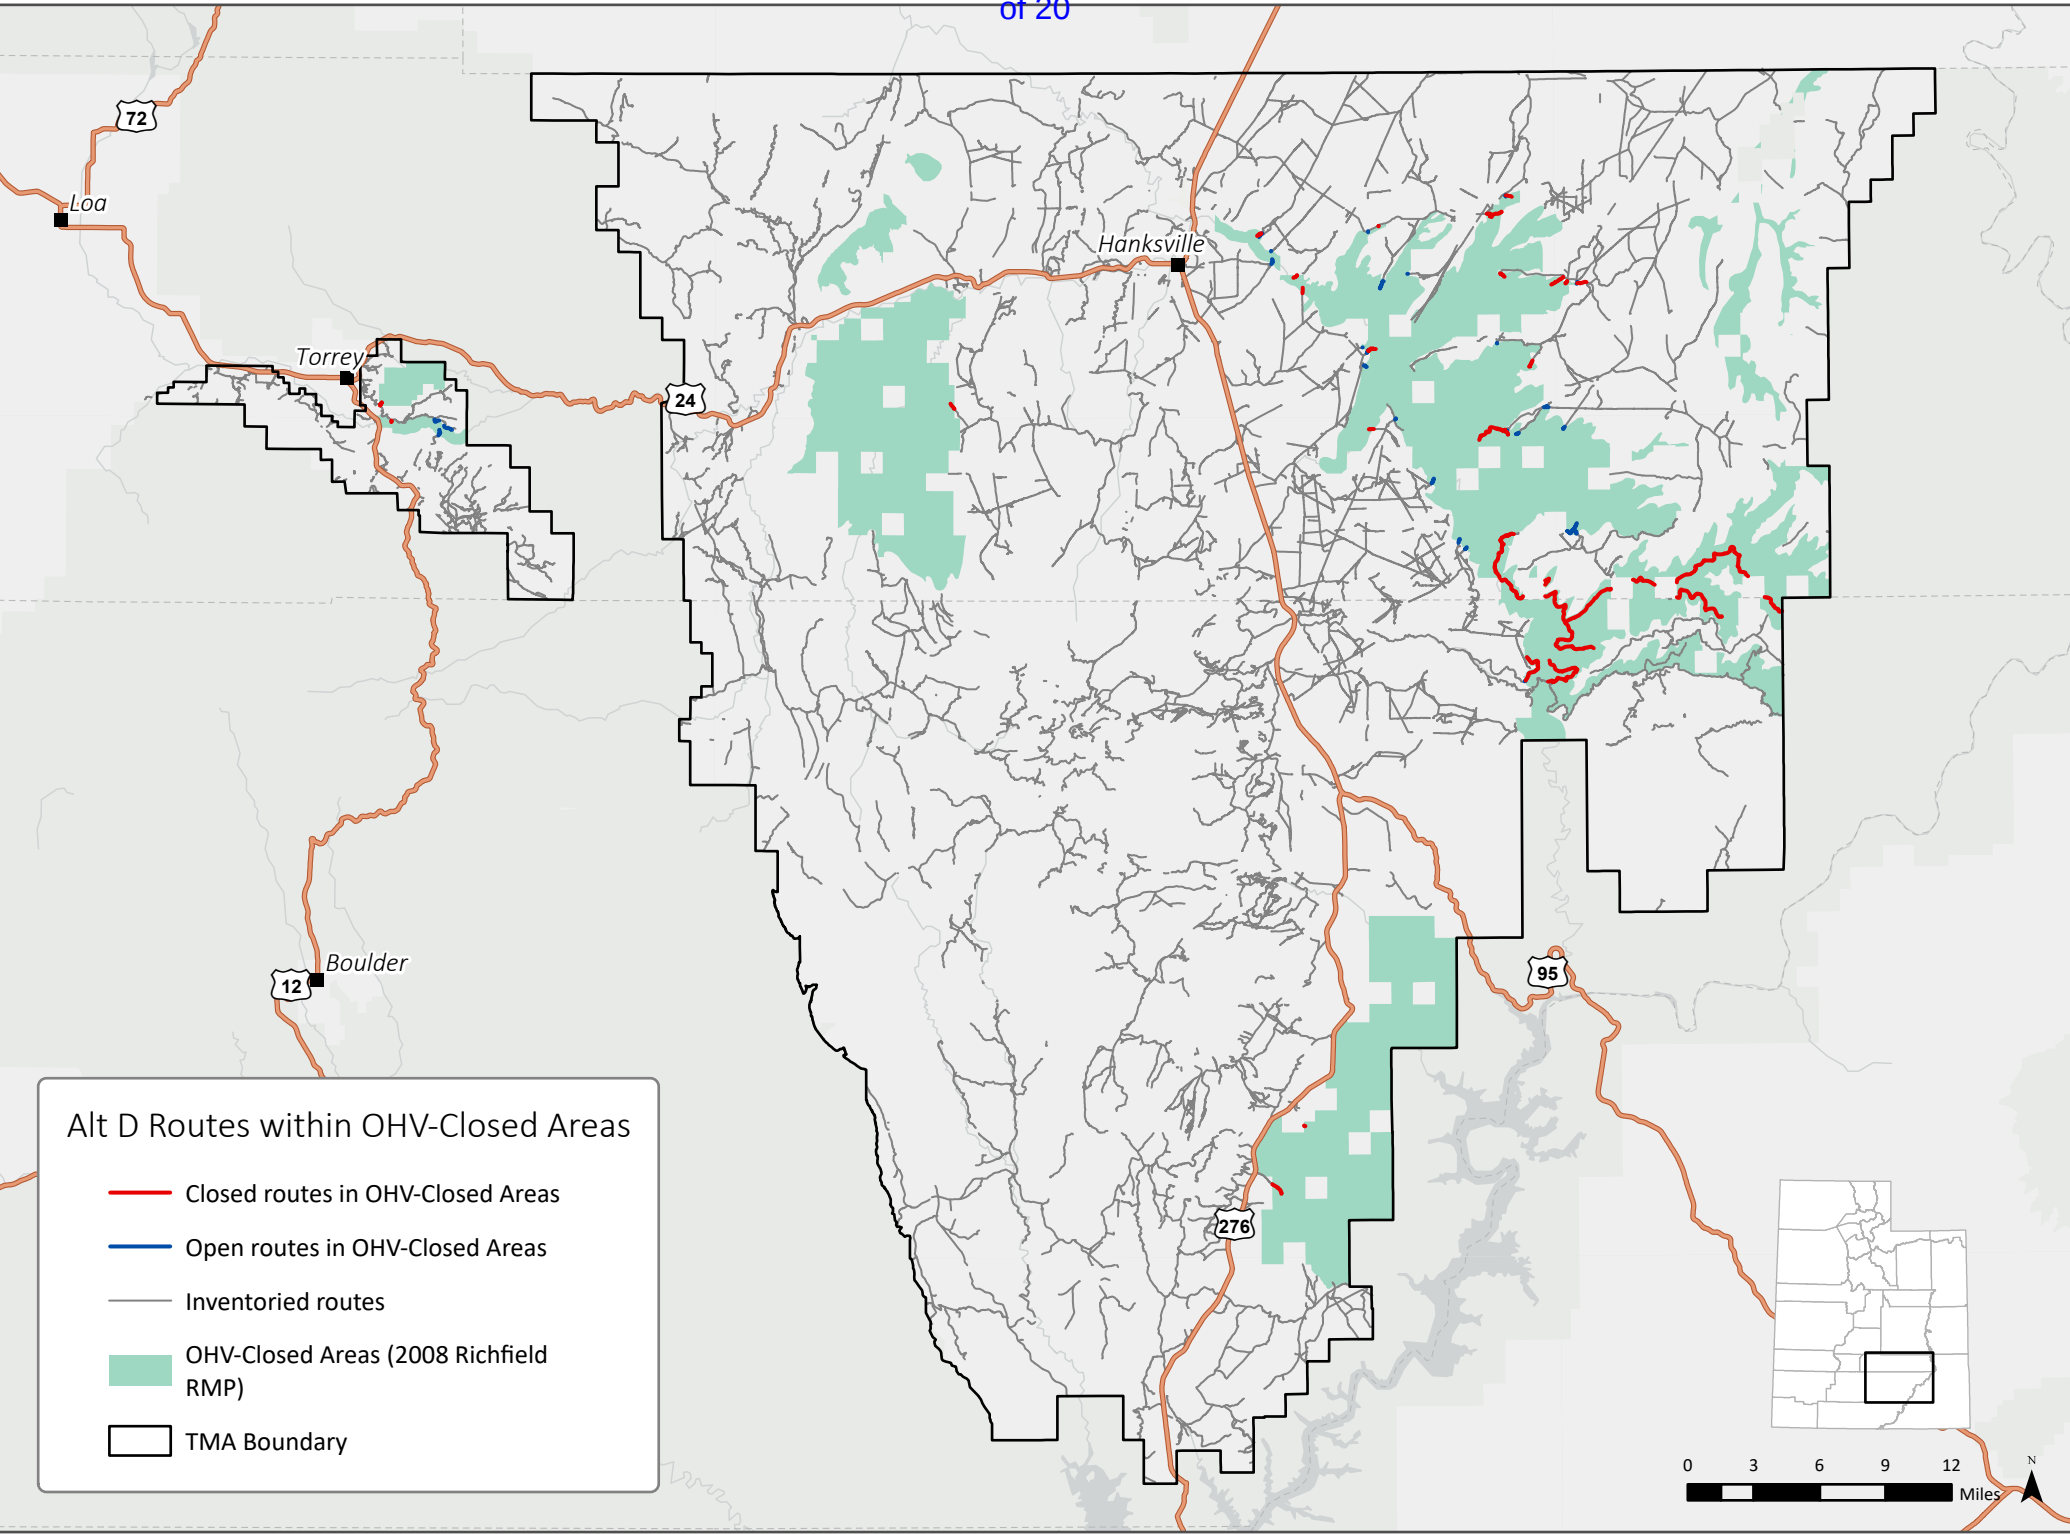 of 20
72
Loa
Hanksville
Torrey
24
Boulder
12
95
276
Alt D Routes within OHV-Closed Areas
Closed routes in OHV-Closed Areas
Open routes in OHV-Closed Areas
Inventoried routes
OHV-Closed Areas (2008 Richfield
RMP)
TMA Boundary
0 3 6 9 12
Miles
N